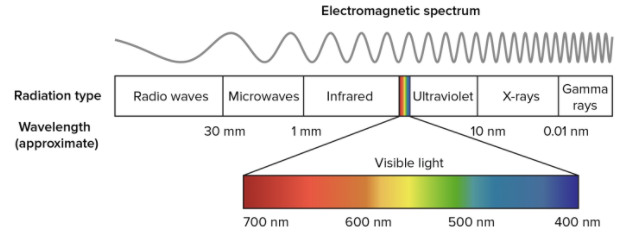 Electromagnetic spectrum
Radiation type
Radio waves
Microwaves
Infrared
Ultraviolet
X-rays
Gamma
rays
Wavelength
(approximate)
30 mm
1 mm
10 nm
0.01 nm
Visible light
700 nm
600 nm
500 nm
400 nm